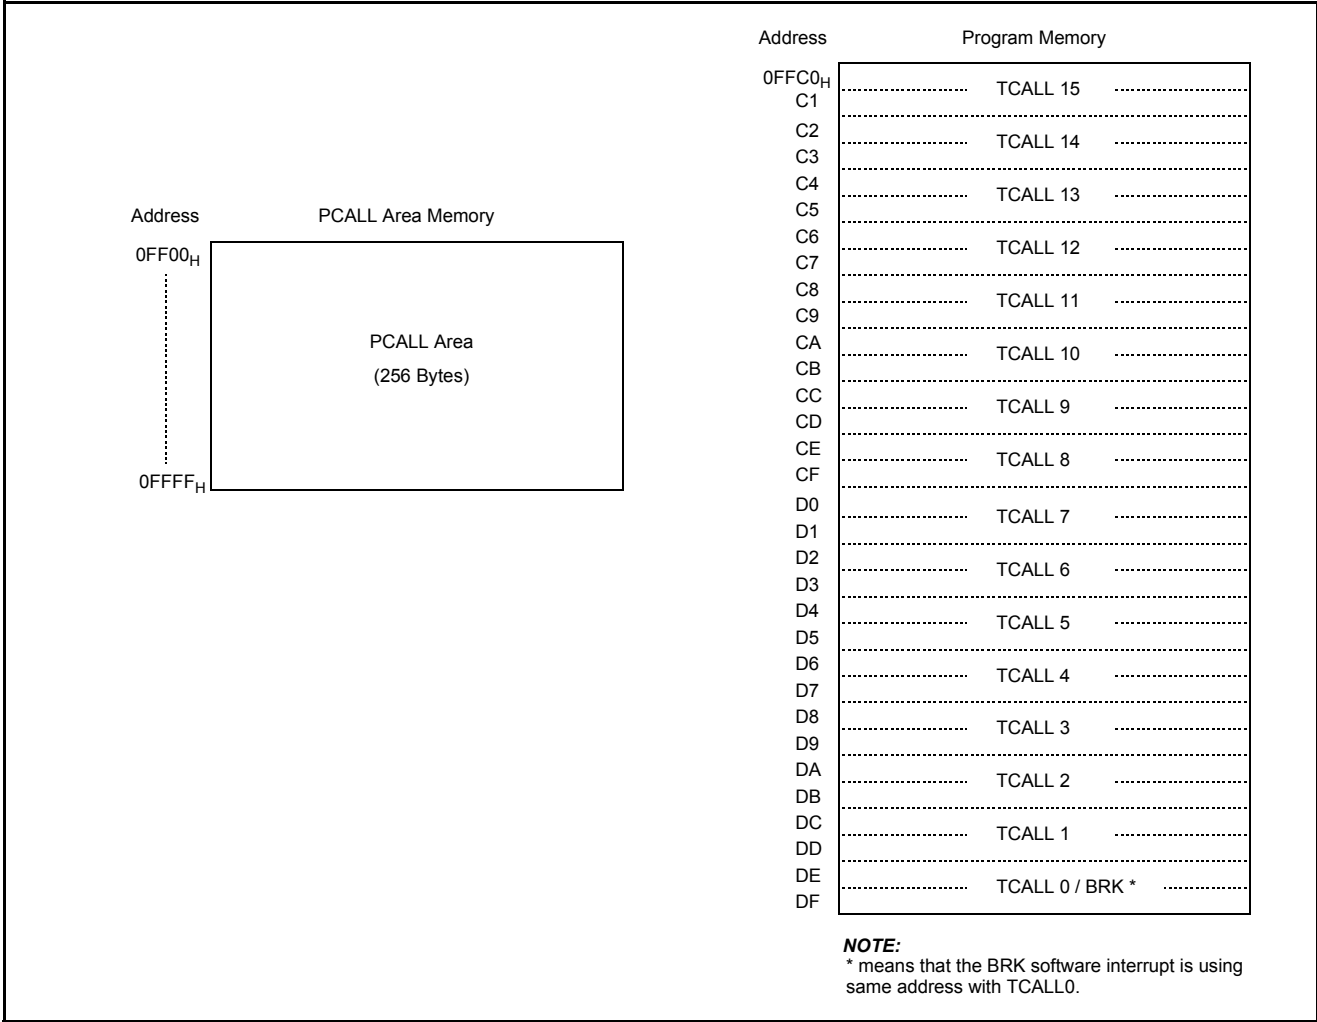 Address PCALL Area Memory
0FF00H
PCALL Area
(256 Bytes)
0FFFFH
Address Program Memory
0FFC0H
TCALL 15
C1
C2
TCALL 14
C3
C4
TCALL 13
C5
C6
TCALL 12
C7
C8
TCALL 11
C9
CA
TCALL 10
CB
CC
TCALL 9
CD
CE
TCALL 8
CF
D0
TCALL 7
D1
D2
TCALL 6
D3
D4
TCALL 5
D5
D6
TCALL 4
D7
D8
TCALL 3
D9
DA
TCALL 2
DB
DC
TCALL 1
DD
DE
TCALL 0 / BRK *
DF
NOTE:
* means that the BRK software interrupt is using
same address with TCALL0.